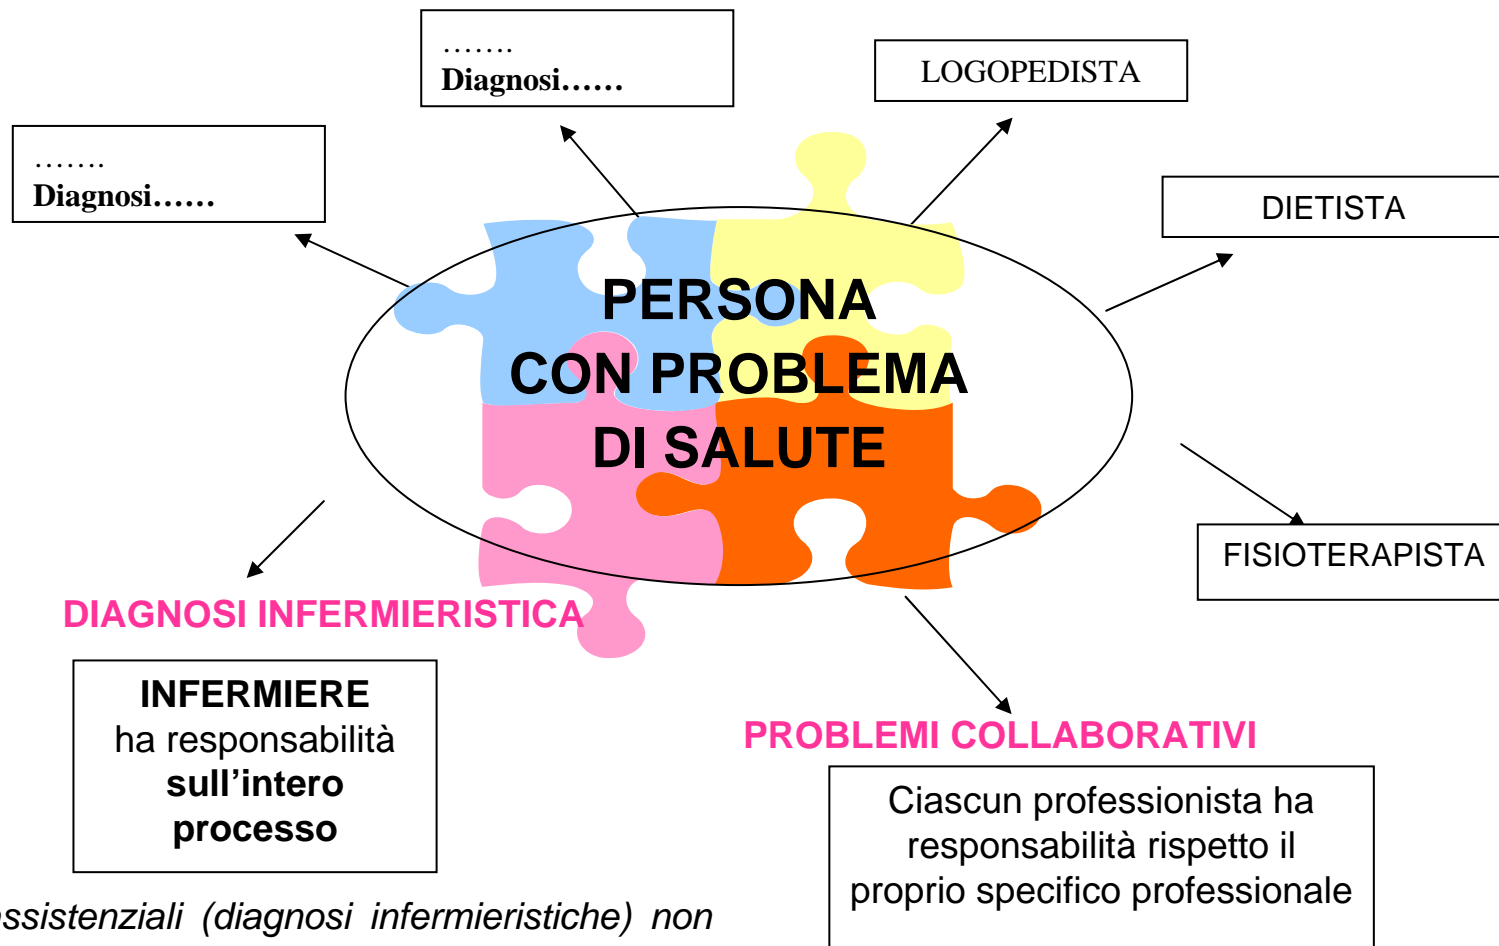 …….
Diagnosi……
LOGOPEDISTA
…….
Diagnosi……
DIETISTA
PERSONA
CON PROBLEMA
DI SALUTE
FISIOTERAPISTA
DIAGNOSI INFERMIERISTICA
INFERMIERE
ha responsabilità
sull’intero
processo
PROBLEMI COLLABORATIVI
Ciascun professionista ha
responsabilità rispetto il
proprio specifico professionale
ssistenziali (diagnosi infermieristiche) non